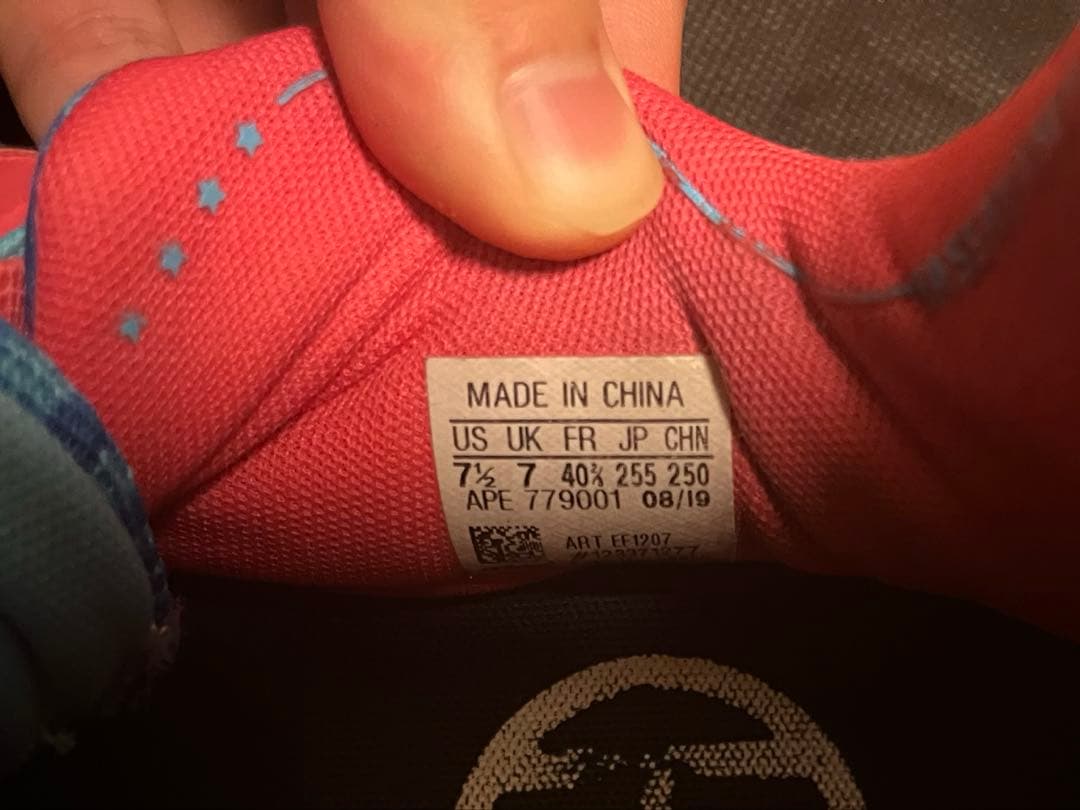 MADE IN CHINA
US UK FR JP CHN
7½ 7 40⅔ 255 250
APE 779001 08/19
ART EF1207